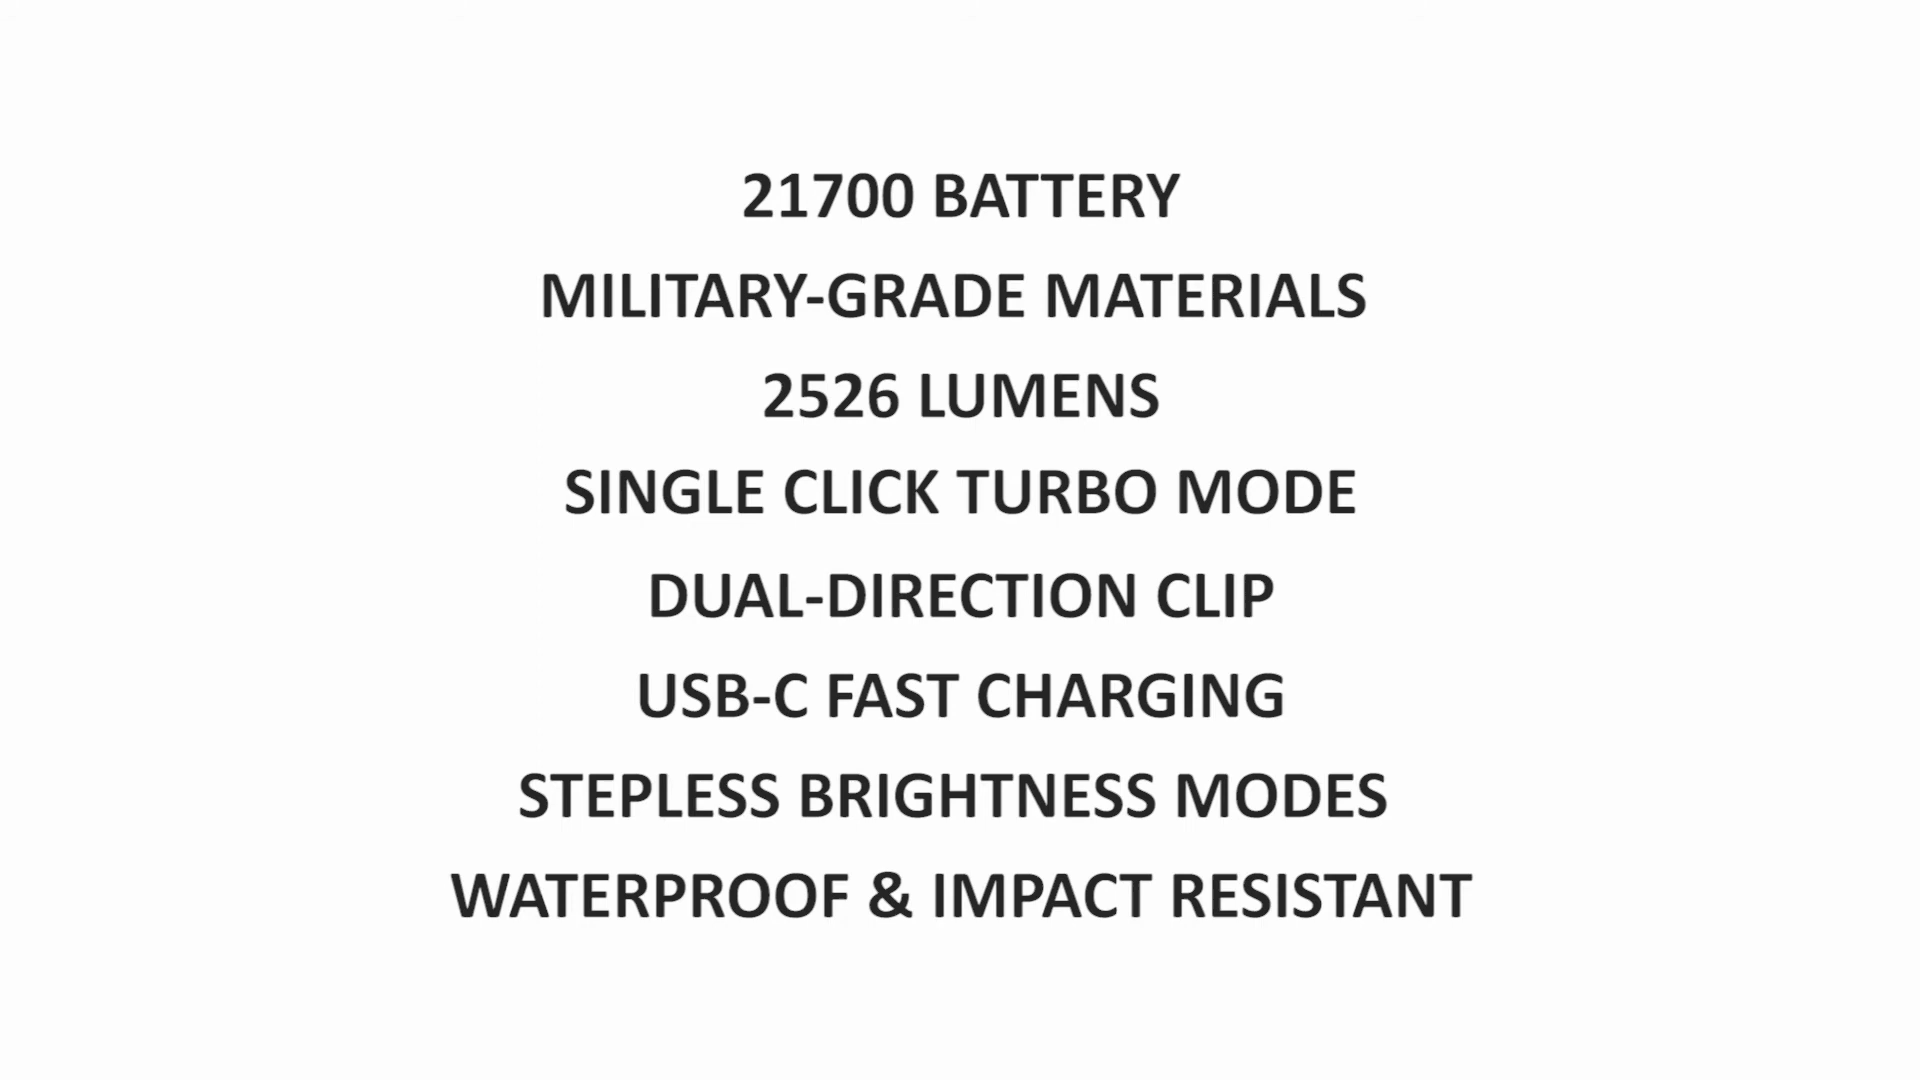 21700 BATTERY
MILITARY-GRADE MATERIALS
2526 LUMENS
SINGLE CLICK TURBO MODE
DUAL-DIRECTION CLIP
USB-C FAST CHARGING
STEPLESS BRIGHTNESS MODES
WATERPROOF & IMPACT RESISTANT